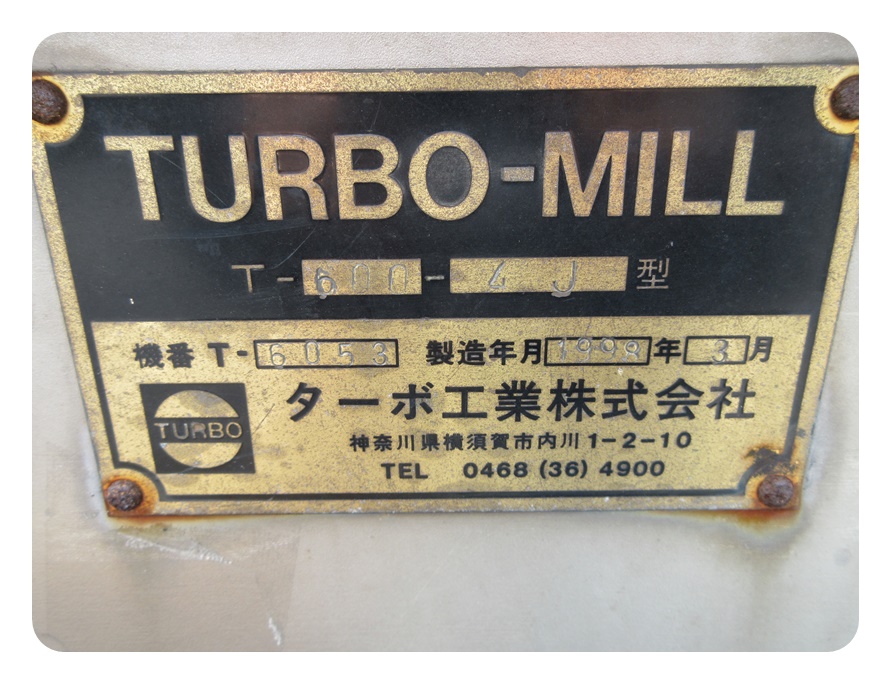 TURBO-MILL
T-600-4J型
機番 T-6053 製造年月 1999年 3月
ターボ工業株式会社
TURBO
神奈川県横須賀市内川1-2-10
TEL 0468 (36) 4900